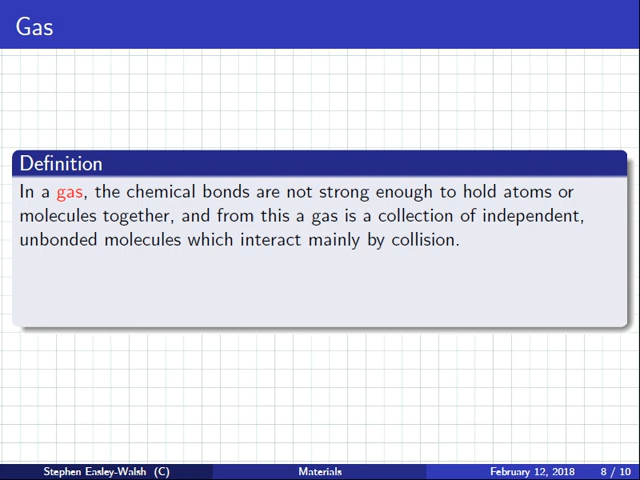 Gas
Definition
In a gas, the chemical bonds are not strong enough to hold atoms or
molecules together, and from this a gas is a collection of independent,
unbonded molecules which interact mainly by collision.
Stephen Easley-Walsh (C) Materials February 12, 2018 8 / 10